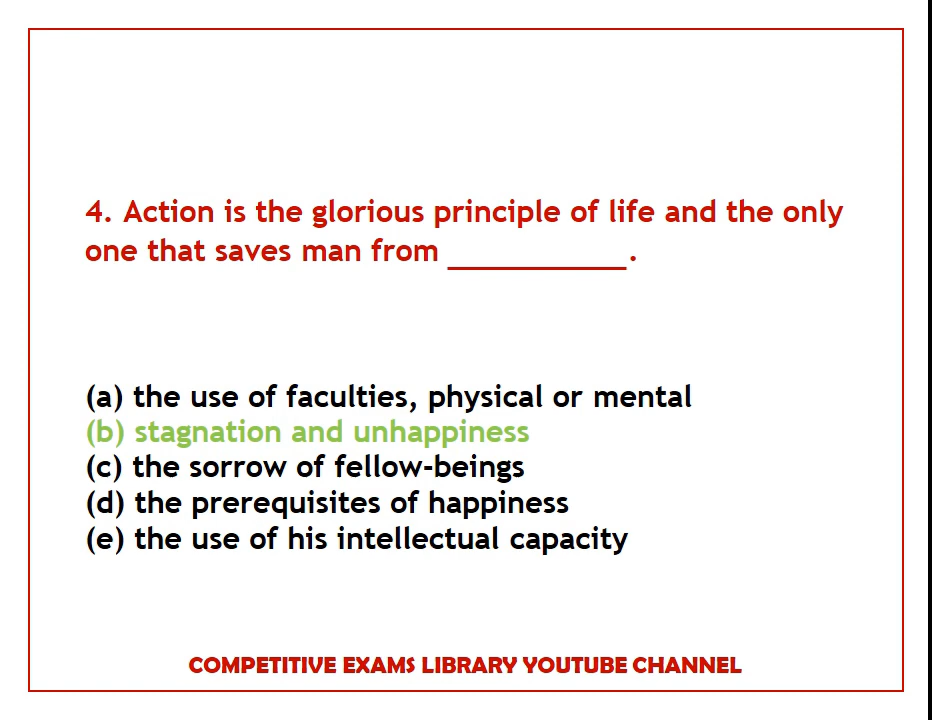 4. Action is the glorious principle of life and the only
one that saves man from ___________.
(a) the use of faculties, physical or mental
(b) stagnation and unhappiness
(c) the sorrow of fellow-beings
(d) the prerequisites of happiness
(e) the use of his intellectual capacity
COMPETITIVE EXAMS LIBRARY YOUTUBE CHANNEL